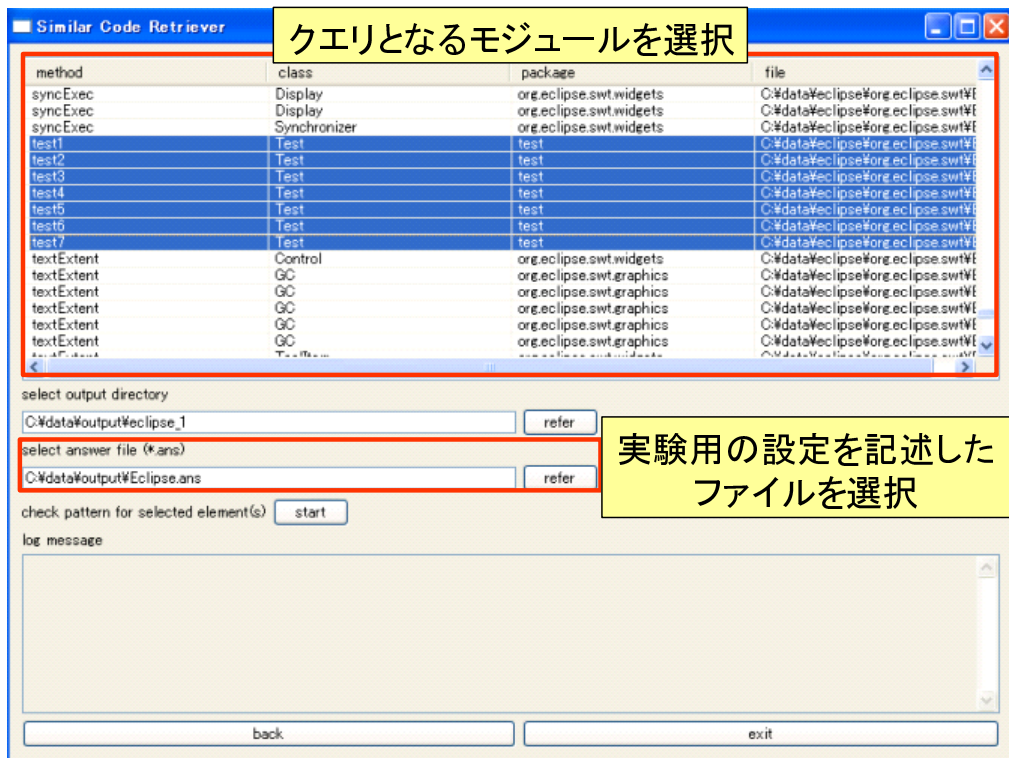 Similar Code Retriever
クエリとなるモジュールを選択
method class package file
syncExec Display org.eclipse.swt.widgets C:¥data¥eclipse¥org.eclipse.swt¥E
syncExec Display org.eclipse.swt.widgets C:¥data¥eclipse¥org.eclipse.swt¥E
syncExec Synchronizer org.eclipse.swt.widgets C:¥data¥eclipse¥org.eclipse.swt¥E
test1 Test test C:¥data¥eclipse¥org.eclipse.swt¥E
test2 Test test C:¥data¥eclipse¥org.eclipse.swt¥E
test3 Test test C:¥data¥eclipse¥org.eclipse.swt¥E
test4 Test test C:¥data¥eclipse¥org.eclipse.swt¥E
test5 Test test C:¥data¥eclipse¥org.eclipse.swt¥E
test6 Test test C:¥data¥eclipse¥org.eclipse.swt¥E
test7 Test test C:¥data¥eclipse¥org.eclipse.swt¥E
textExtent Control org.eclipse.swt.widgets C:¥data¥eclipse¥org.eclipse.swt¥E
textExtent GC org.eclipse.swt.graphics C:¥data¥eclipse¥org.eclipse.swt¥E
textExtent GC org.eclipse.swt.graphics C:¥data¥eclipse¥org.eclipse.swt¥E
textExtent GC org.eclipse.swt.graphics C:¥data¥eclipse¥org.eclipse.swt¥E
textExtent GC org.eclipse.swt.graphics C:¥data¥eclipse¥org.eclipse.swt¥E
textExtent GC org.eclipse.swt.graphics C:¥data¥eclipse¥org.eclipse.swt¥E
select output directory
C:¥data¥output¥eclipse_1 refer
select answer file (*.ans)
C:¥data¥output¥Eclipse.ans refer
実験用の設定を記述した
ファイルを選択
check pattern for selected element(s) start
log message
back exit